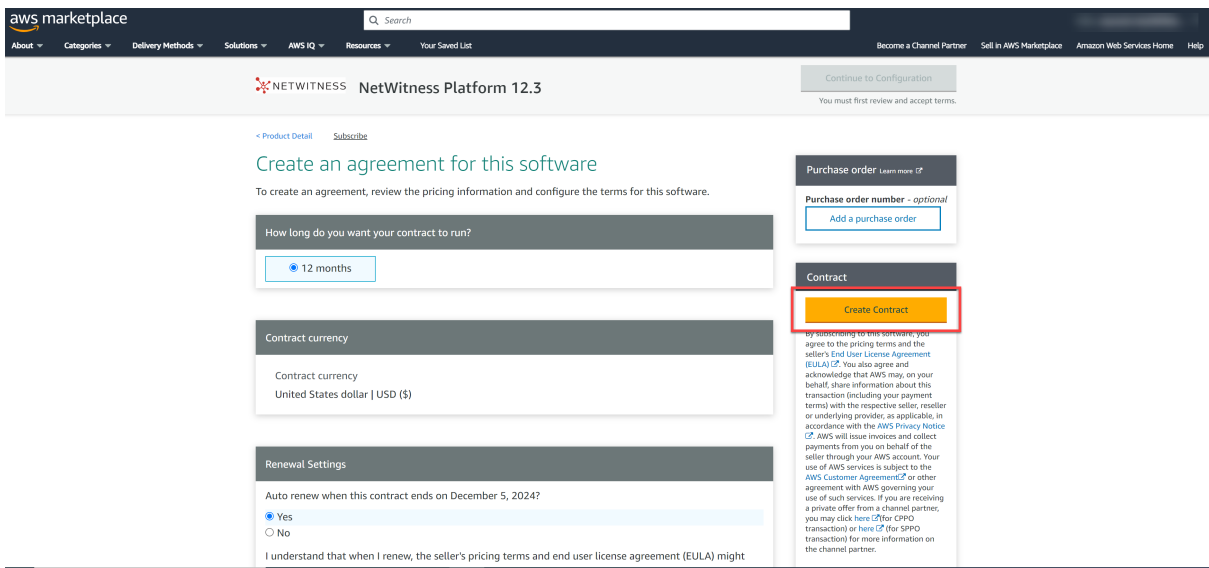 aws marketplace
Search
About
Categories
Delivery Methods
Solutions
AWS IQ
Resources
Your Saved List
Become a Channel Partner
Sell in AWS Marketplace
Amazon Web Services Home
Help
NETWITNESS
NetWitness Platform 12.3
Continue to Configuration
You must first review and accept terms.
< Product Detail
Subscribe
Create an agreement for this software
To create an agreement, review the pricing information and configure the terms for this software.
How long do you want your contract to run?
12 months
Contract currency
Contract currency
United States dollar | USD ($)
Renewal Settings
Auto renew when this contract ends on December 5, 2024?
Yes
No
I understand that when I renew, the seller's pricing terms and end user license agreement (EULA) might
Purchase order Learn more
Purchase order number - optional
Add a purchase order
Contract
Create Contract
By subscribing to this software, you
agree to the pricing terms and the
seller's End User License Agreement
(EULA). You also agree and
acknowledge that AWS may, on your
behalf, share information about this
transaction (including your payment
terms) with the respective seller, reseller
or underlying provider, as applicable, in
accordance with the AWS Privacy Notice
. AWS will issue invoices and collect
payments from you on behalf of the
seller through your AWS account. Your
use of AWS services is subject to the
AWS Customer Agreement or other
agreement with AWS governing your
use of such services. If you are receiving
a private offer from a channel partner,
you may click here (for CPPO
transaction) or here (for SPPO
transaction) for more information on
the channel partner.